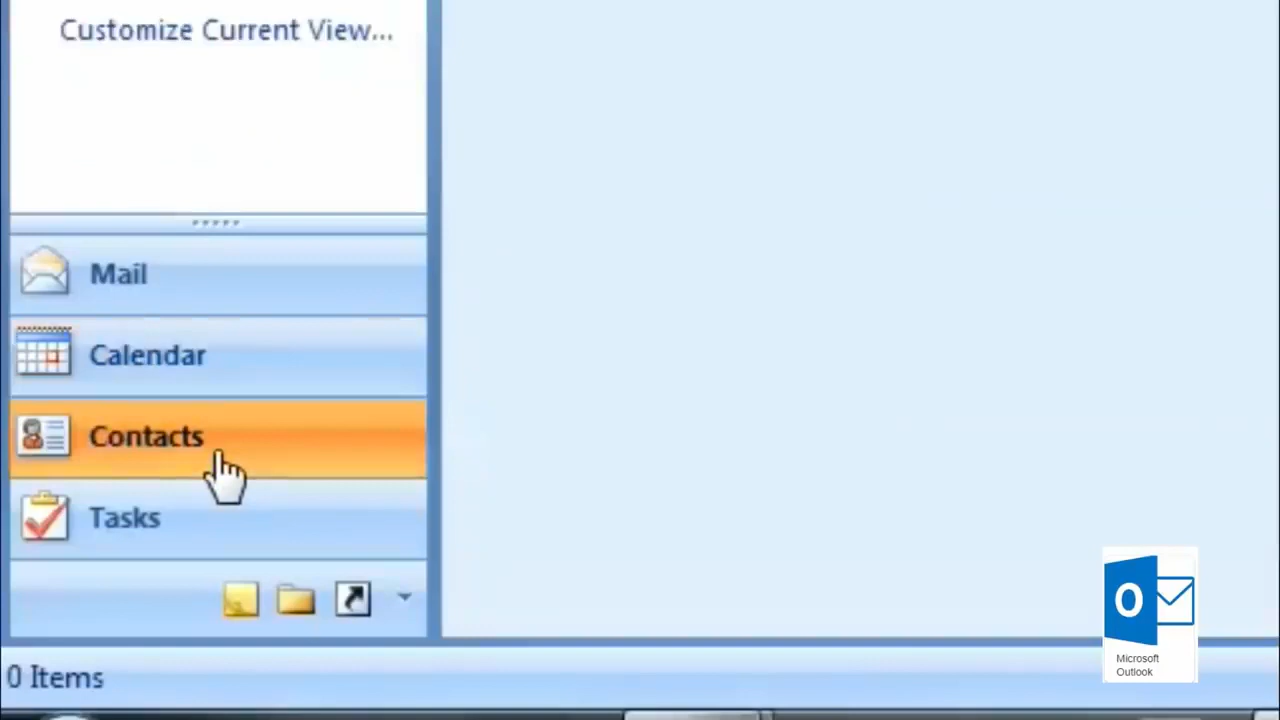 Customize Current View...
Mail
Calendar
Contacts
Tasks
0 Items
O
Microsoft
Outlook